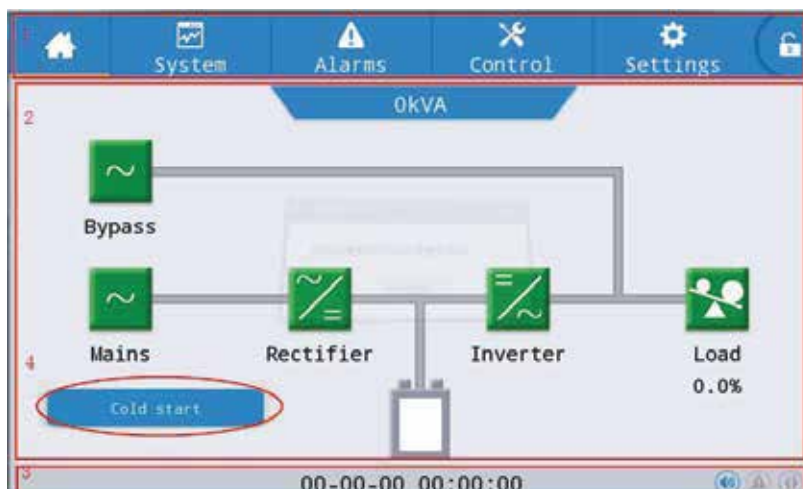 1
System Alarms Control Settings
2
0kVA
Bypass
Mains Rectifier Inverter Load
4
0.0%
Cold start
3
00-00-00 00:00:00